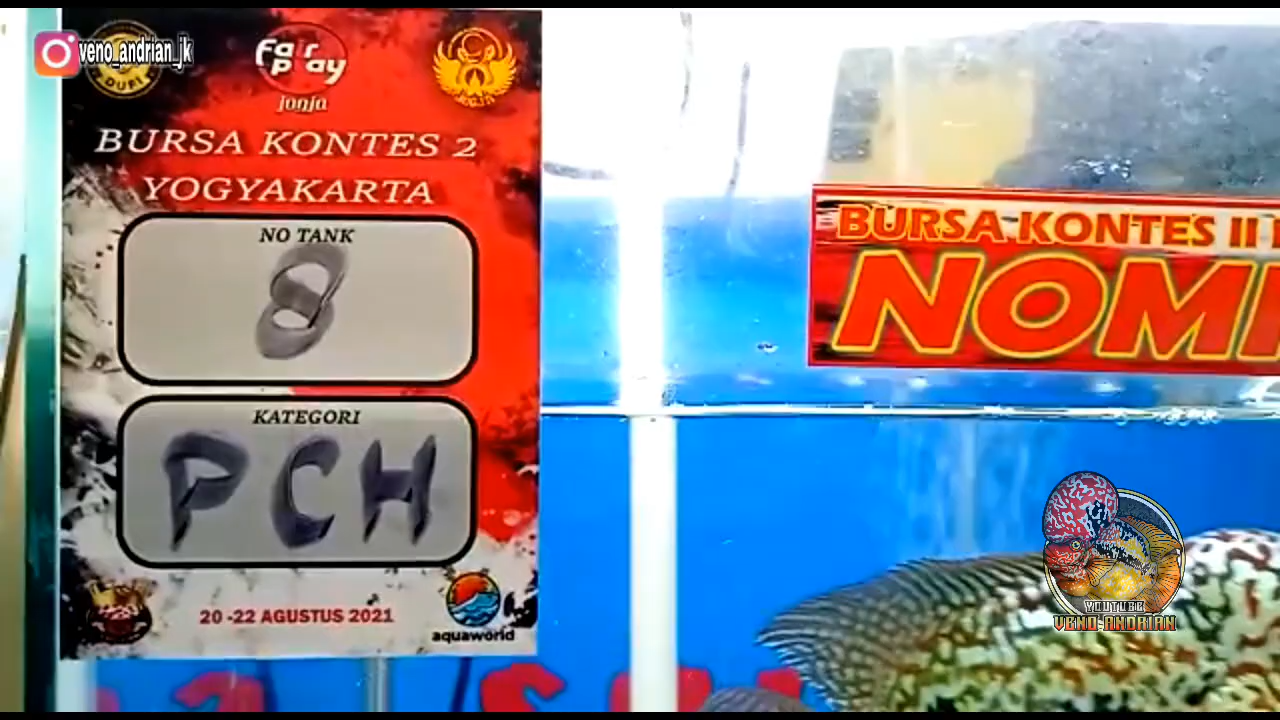 veno_andrian_jk
Fair play
jogja
JOGJA
BURSA KONTES 2
YOGYAKARTA
NO TANK
8
KATEGORI
PCH
20 -22 AGUSTUS 2021
aquaworld
BURSA KONTES II
NOMI
YOUTUBE
VENO ANDRIAN